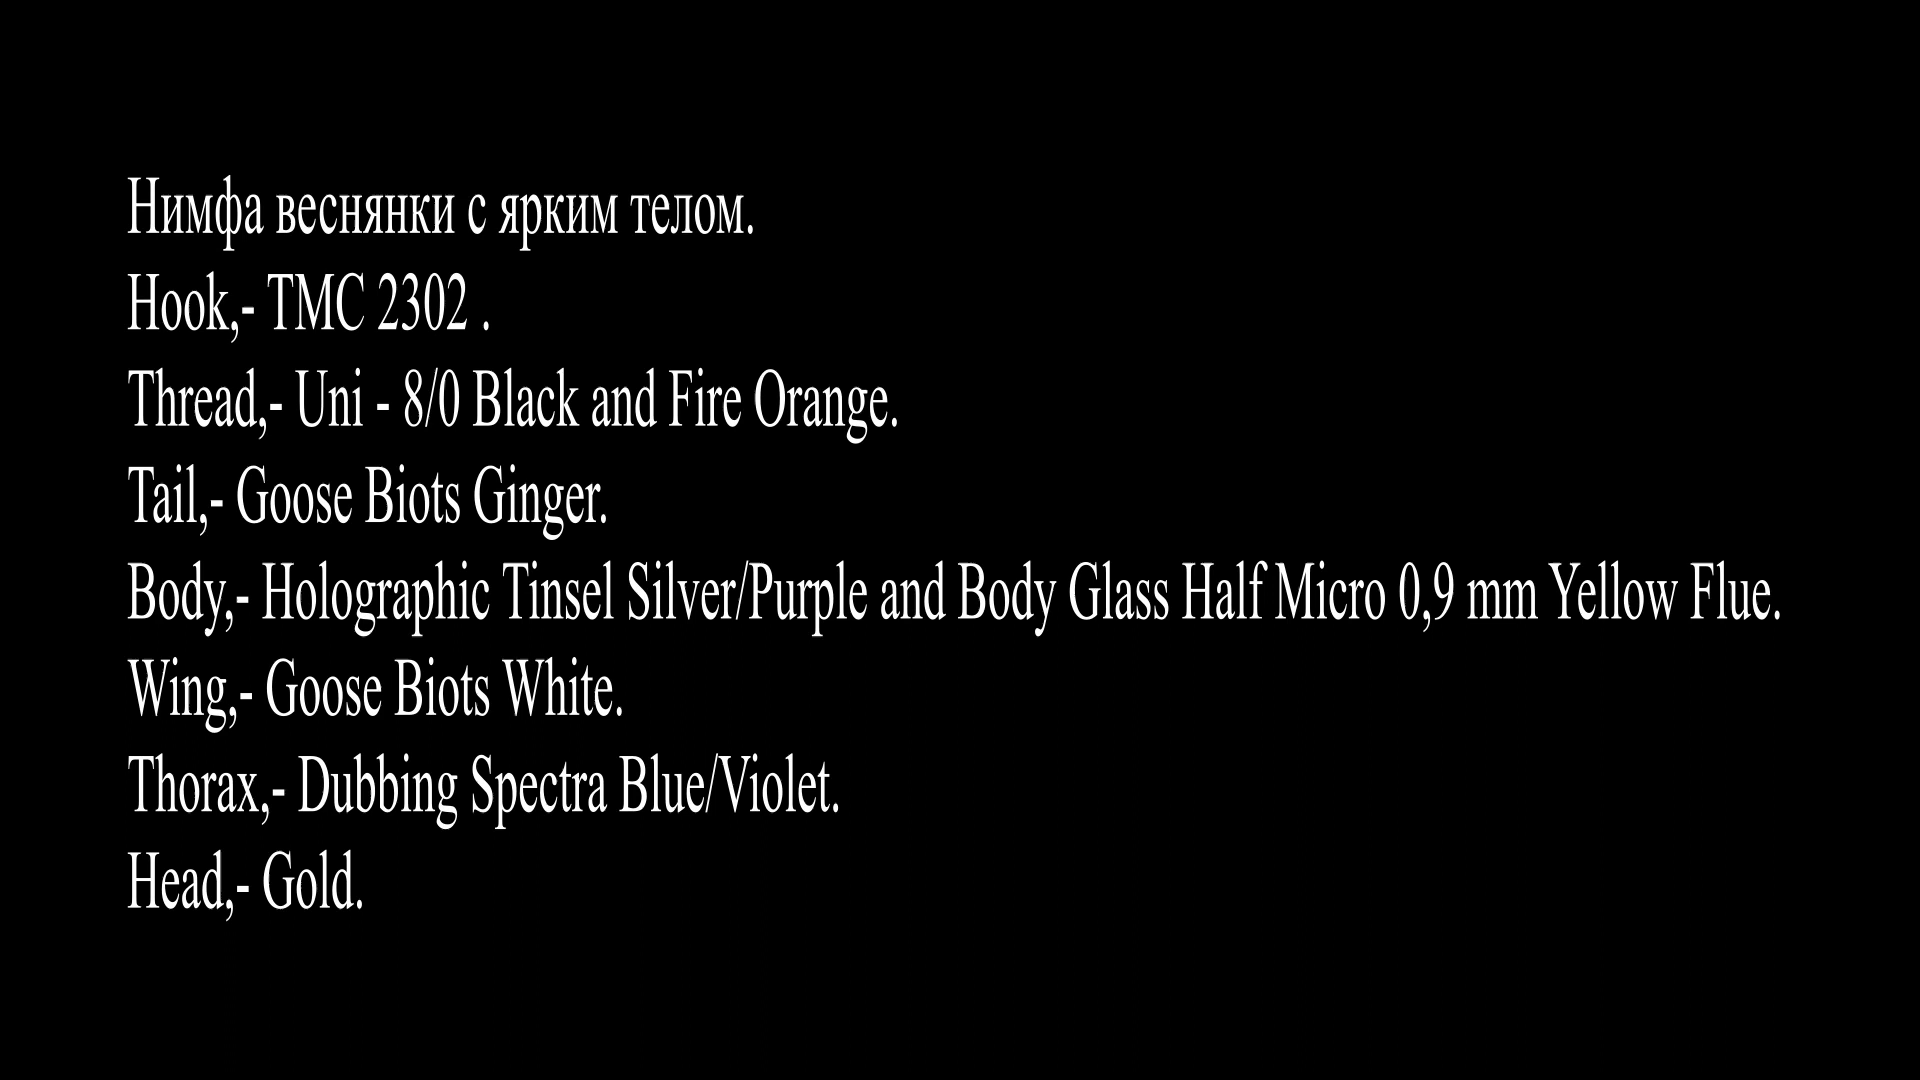 Нимфа веснянки с ярким телом.
Hook,- TMC 2302 .
Thread,- Uni - 8/0 Black and Fire Orange.
Tail,- Goose Biots Ginger.
Body,- Holographic Tinsel Silver/Purple and Body Glass Half Micro 0,9 mm Yellow Flue.
Wing,- Goose Biots White.
Thorax,- Dubbing Spectra Blue/Violet.
Head,- Gold.